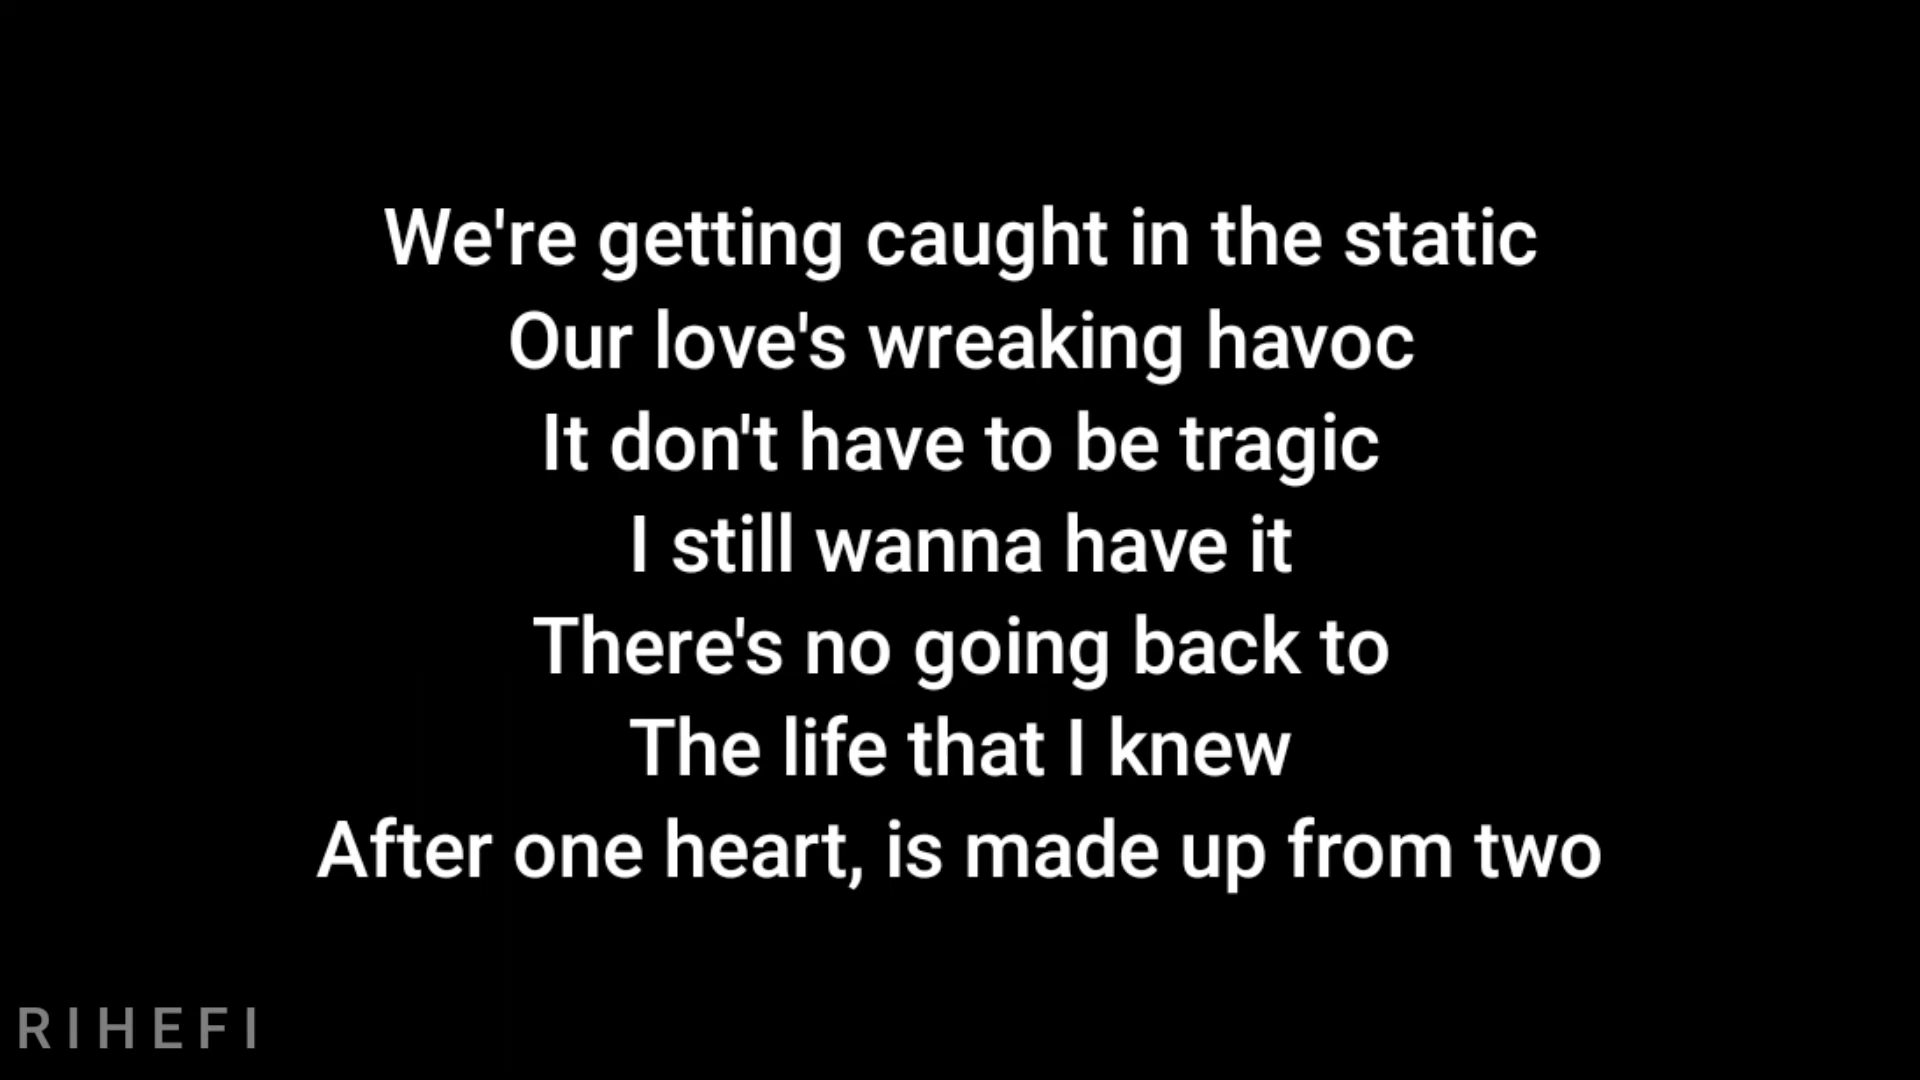 We're getting caught in the static
Our love's wreaking havoc
It don't have to be tragic
I still wanna have it
There's no going back to
The life that I knew
After one heart, is made up from two
RIHEFI